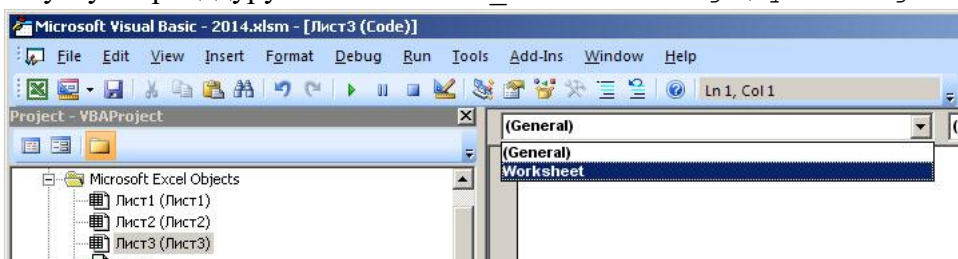 Microsoft Visual Basic - 2014.xlsm - [Лист3 (Code)]
File Edit View Insert Format Debug Run Tools Add-Ins Window Help
Ln 1, Col 1
Project - VBAProject
(General)
(General)
Worksheet
Microsoft Excel Objects
Лист1 (Лист1)
Лист2 (Лист2)
Лист3 (Лист3)